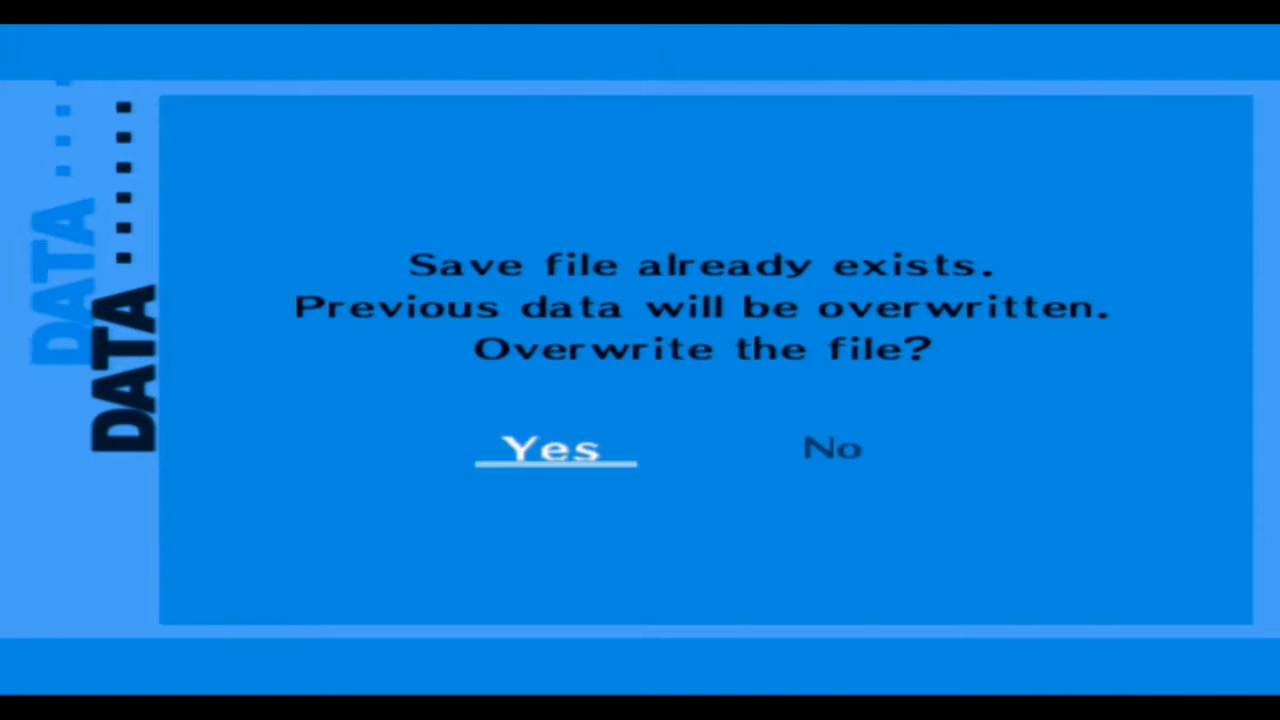 DATA
DATA
Save file already exists.
Previous data will be overwritten.
Overwrite the file?
Yes
No